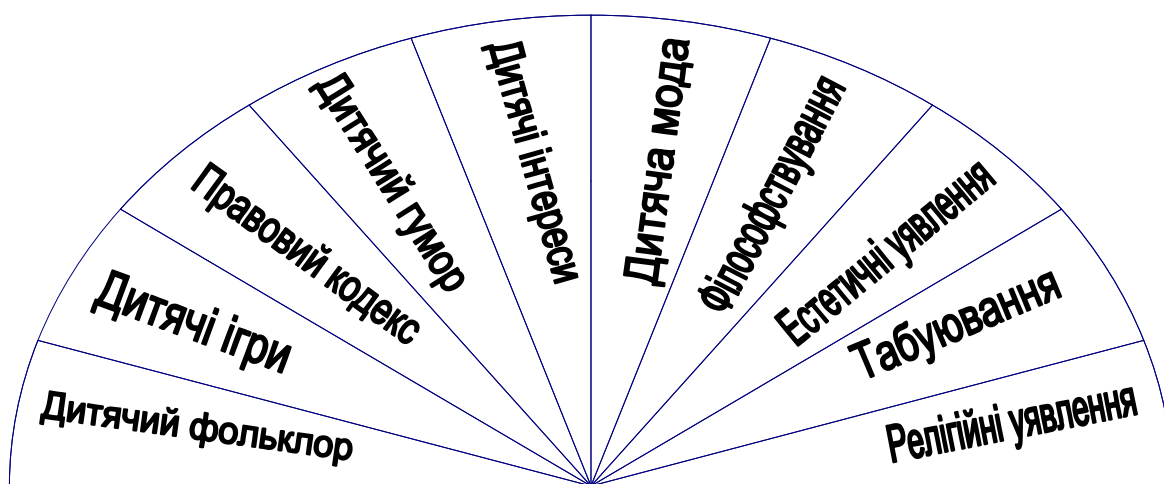 Дитячий фольклор
Дитячі ігри
Правовий кодекс
Дитячий гумор
Дитячі інтереси
Дитяча мода
Філософствування
Естетичні уявлення
Табуювання
Релігійні уявлення